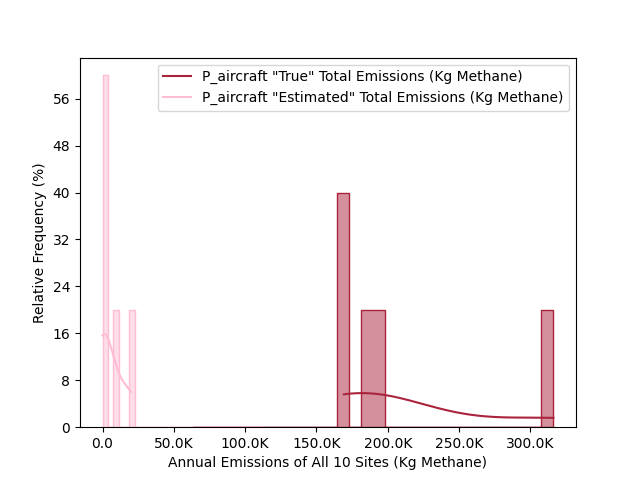 P_aircraft "True" Total Emissions (Kg Methane)
P_aircraft "Estimated" Total Emissions (Kg Methane)
56
48
40
32
24
16
8
0
Relative Frequency (%)
0.0 50.0K 100.0K 150.0K 200.0K 250.0K 300.0K
Annual Emissions of All 10 Sites (Kg Methane)